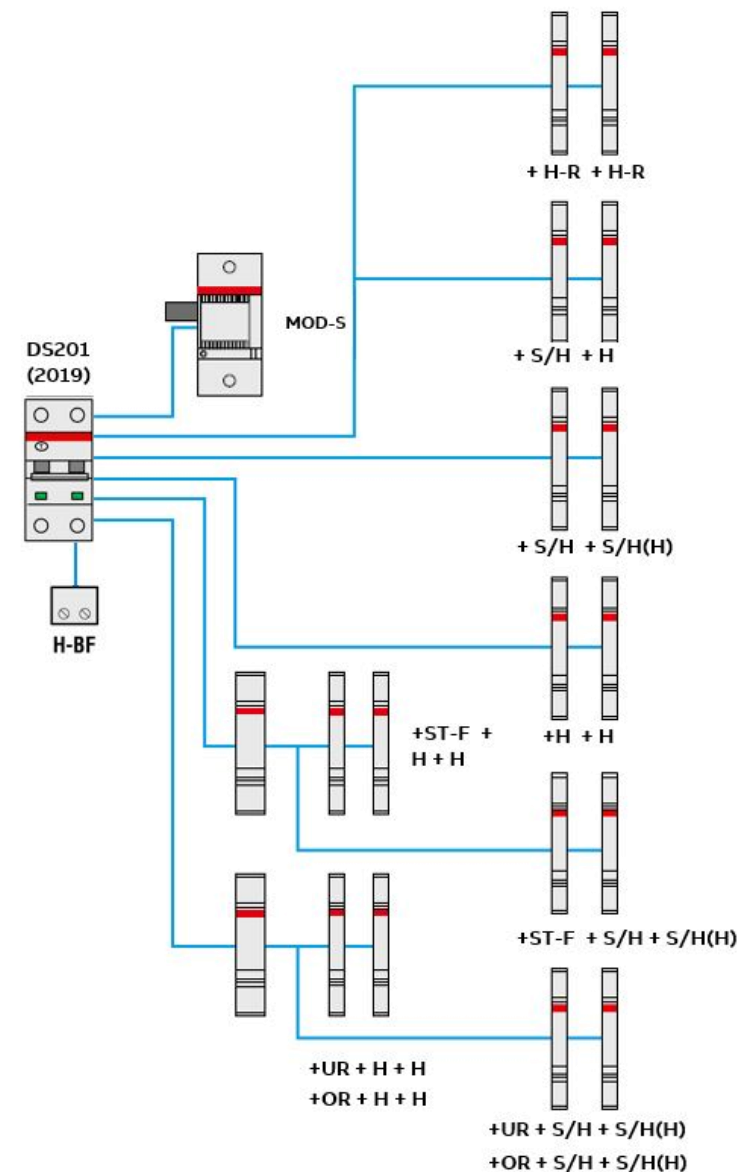 + H-R + H-R
MOD-S
+ S/H + H
DS201
(2019)
+ S/H + S/H(H)
H-BF
+ST-F +
H + H
+H + H
+ST-F + S/H + S/H(H)
+UR + H + H
+OR + H + H
+UR + S/H + S/H(H)
+OR + S/H + S/H(H)